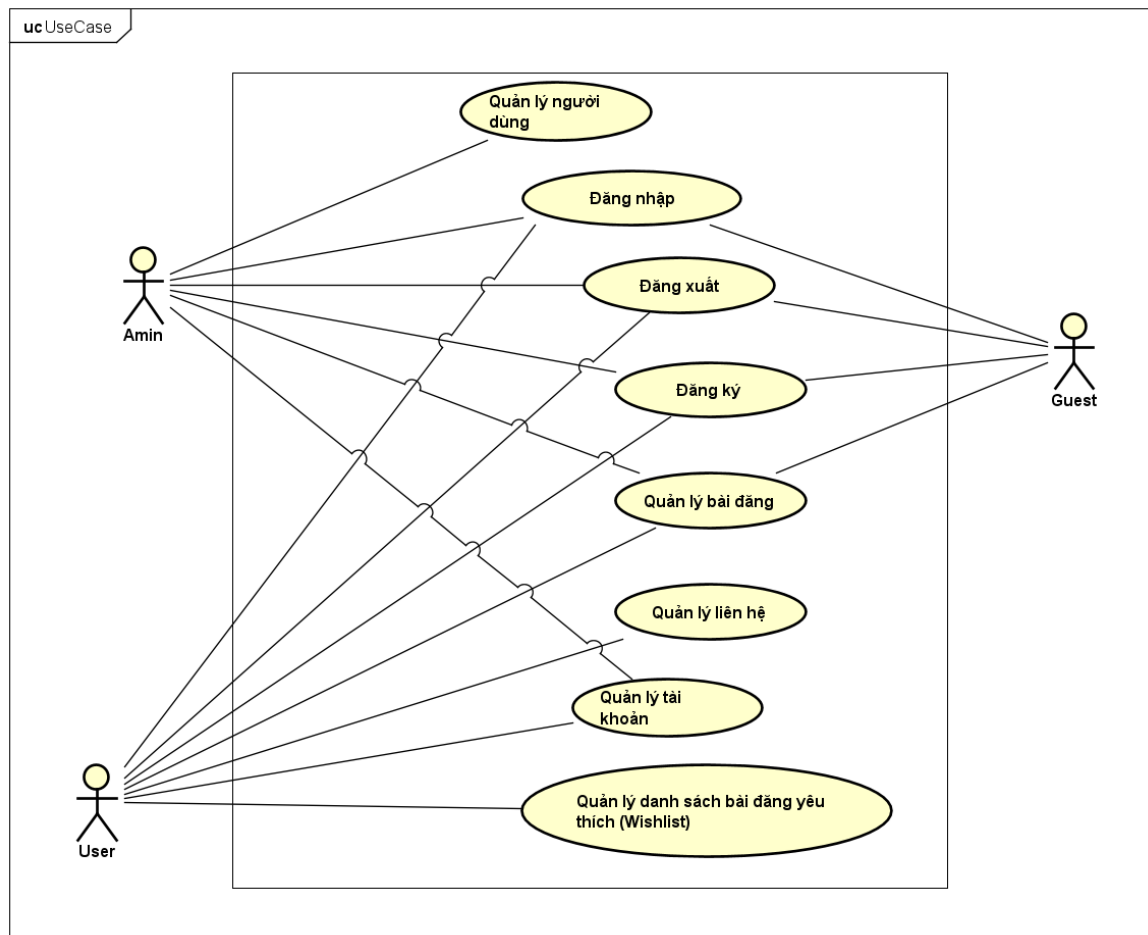 uc UseCase
Quản lý người
dùng
Đăng nhập
Đăng xuất
Amin
Guest
Đăng ký
Quản lý bài đăng
Quản lý liên hệ
Quản lý tài
khoản
Quản lý danh sách bài đăng yêu
thích (Wishlist)
User